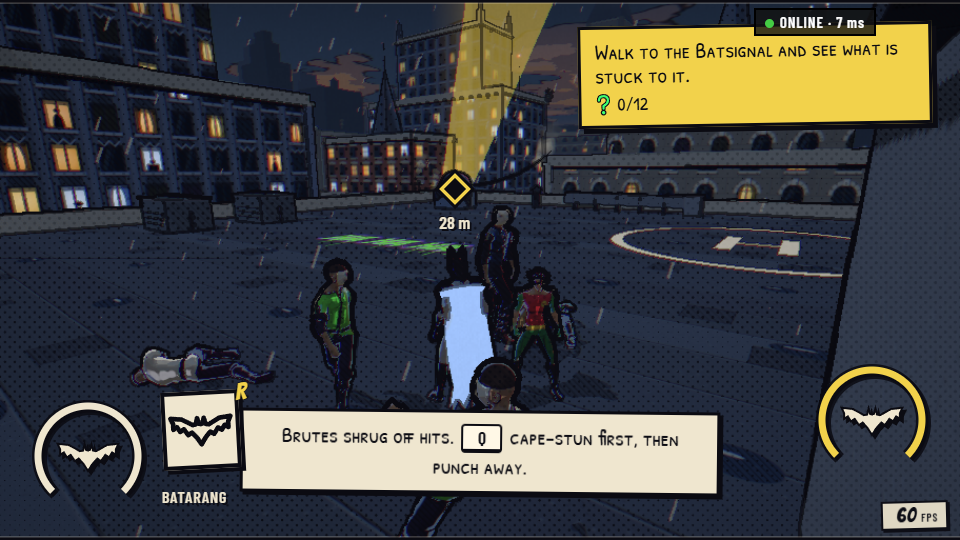 ONLINE · 7 ms
WALK TO THE BATSIGNAL AND SEE WHAT IS
STUCK TO IT.
? 0/12
28 m
H
R
BRUTES SHRUG OFF HITS. Q CAPE-STUN FIRST, THEN
PUNCH AWAY.
BATARANG
60 FPS